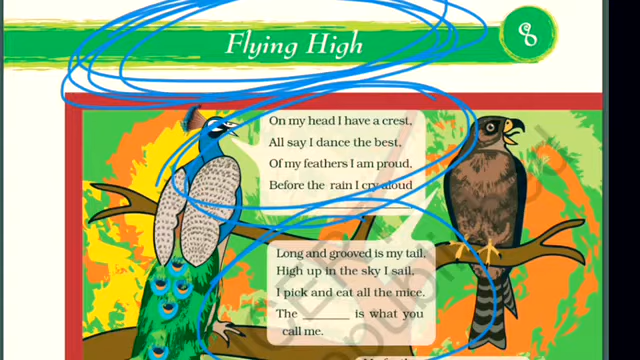 Flying High
8
On my head I have a crest,
All say I dance the best,
Of my feathers I am proud,
Before the rain I cry aloud
Long and grooved is my tail,
High up in the sky I sail,
I pick and eat all the mice.
The ________ is what you
call me.